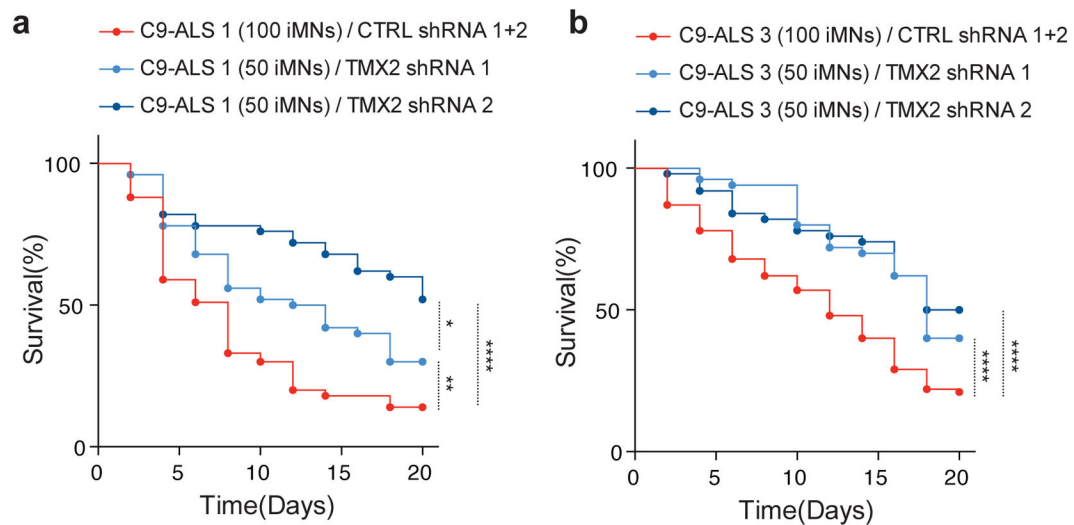 a
C9-ALS 1 (100 iMNs) / CTRL shRNA 1+2
C9-ALS 1 (50 iMNs) / TMX2 shRNA 1
C9-ALS 1 (50 iMNs) / TMX2 shRNA 2
Survival(%)
100
50
0
0 5 10 15 20
Time(Days)
*
**
****
b
C9-ALS 3 (100 iMNs) / CTRL shRNA 1+2
C9-ALS 3 (50 iMNs) / TMX2 shRNA 1
C9-ALS 3 (50 iMNs) / TMX2 shRNA 2
Survival(%)
100
50
0
0 5 10 15 20
Time(Days)
****
****